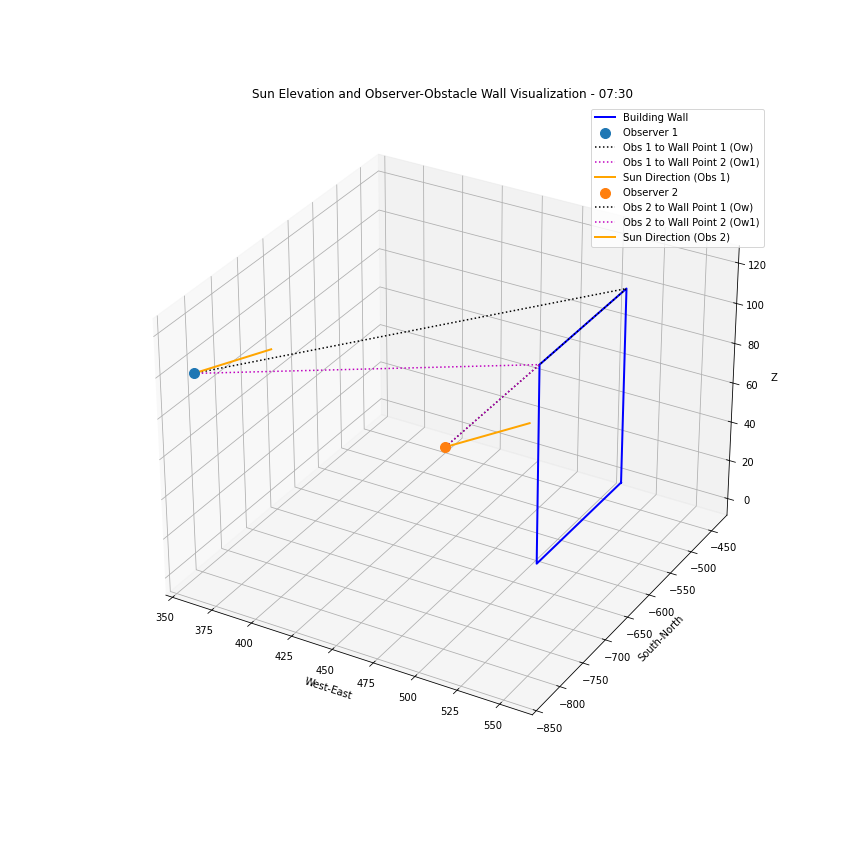 Sun Elevation and Observer-Obstacle Wall Visualization - 07:30
Building Wall
Observer 1
Obs 1 to Wall Point 1 (Ow)
Obs 1 to Wall Point 2 (Ow1)
Sun Direction (Obs 1)
Observer 2
Obs 2 to Wall Point 1 (Ow)
Obs 2 to Wall Point 2 (Ow1)
Sun Direction (Obs 2)
120
100
80
Z
60
40
20
0
−450
−500
−550
−600
−650
−700
−750
−800
−850
South-North
350
375
400
425
450
475
500
525
550
West-East